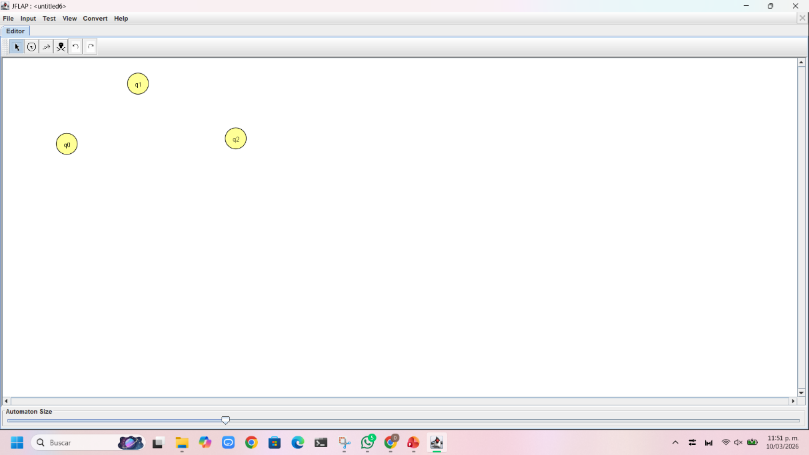 JFLAP : <untitled6>
File Input Test View Convert Help
Editor
q1
q0
q2
Automaton Size
Buscar
11:51 p. m.
10/03/2026